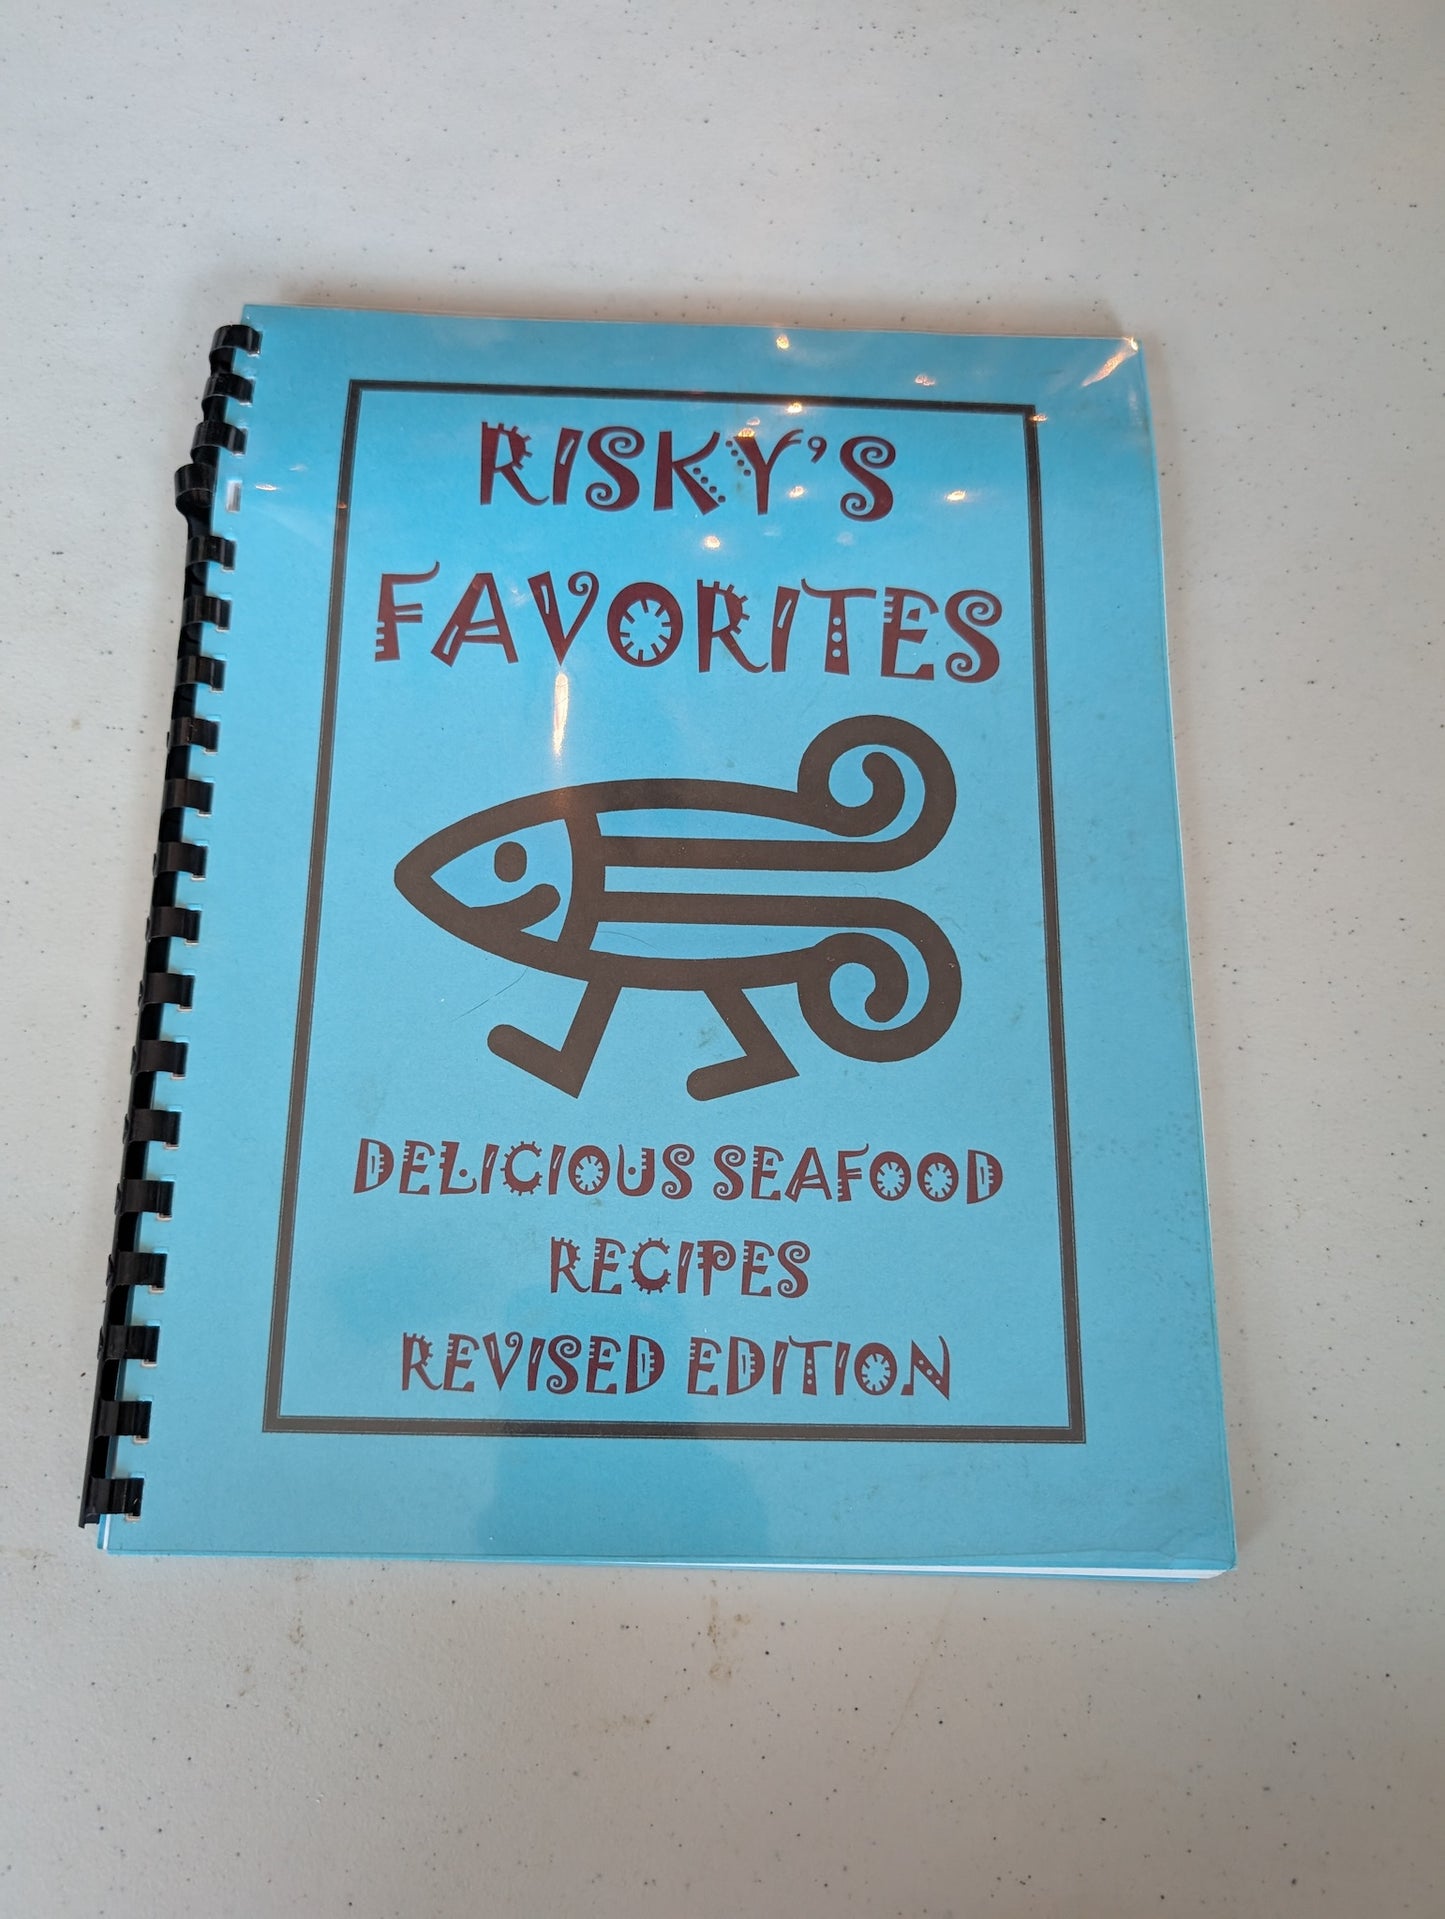 RISKY'S
FAVORITES
DELICIOUS SEAFOOD
RECIPES
REVISED EDITION